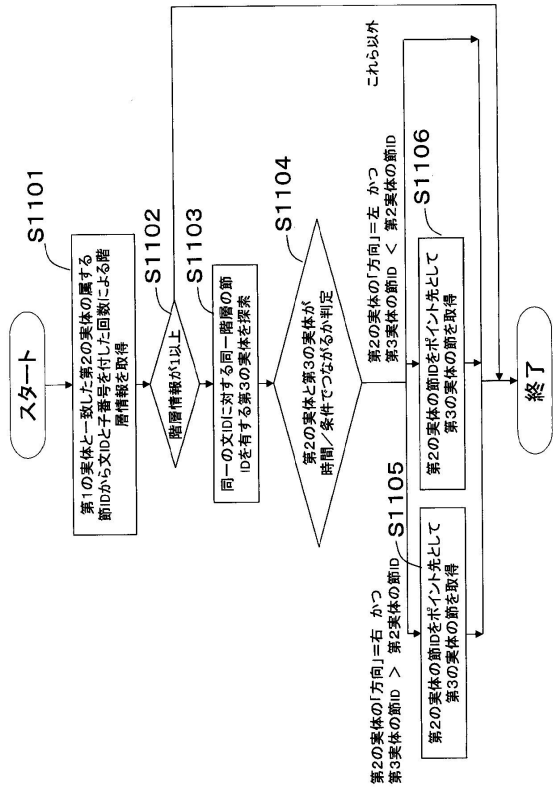 スタート
S1101
第1の実体と一致した第2の実体の属する
節IDから文IDと子番号を付した回数による階
層情報を取得
S1102
階層情報が1以上
S1103
同一の文IDに対する同一階層の節
IDを有する第3の実体を探索
S1104
第2の実体と第3の実体が
時間／条件でつながるか判定
第2の実体の「方向」=右 かつ
第3実体の節ID > 第2実体の節ID
第2の実体の「方向」=左 かつ
第3実体の節ID < 第2実体の節ID
これら以外
S1105
第2の実体の節IDをポイント先として
第3の実体の節を取得
S1106
第2の実体の節IDをポイント先として
第3の実体の節を取得
終了